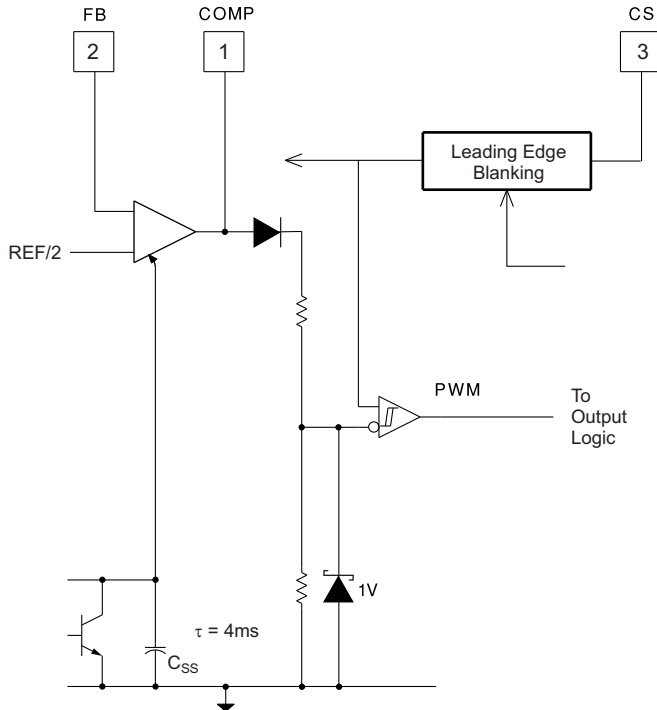 FB
COMP
CS
2
1
3
Leading Edge
Blanking
REF/2
PWM
To
Output
Logic
1V
τ = 4ms
CSS